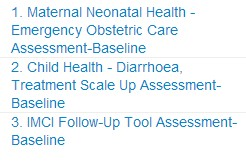 1. Maternal Neonatal Health -
Emergency Obstetric Care
Assessment-Baseline
2. Child Health - Diarrhoea,
Treatment Scale Up Assessment-
Baseline
3. IMCI Follow-Up Tool Assessment-
Baseline